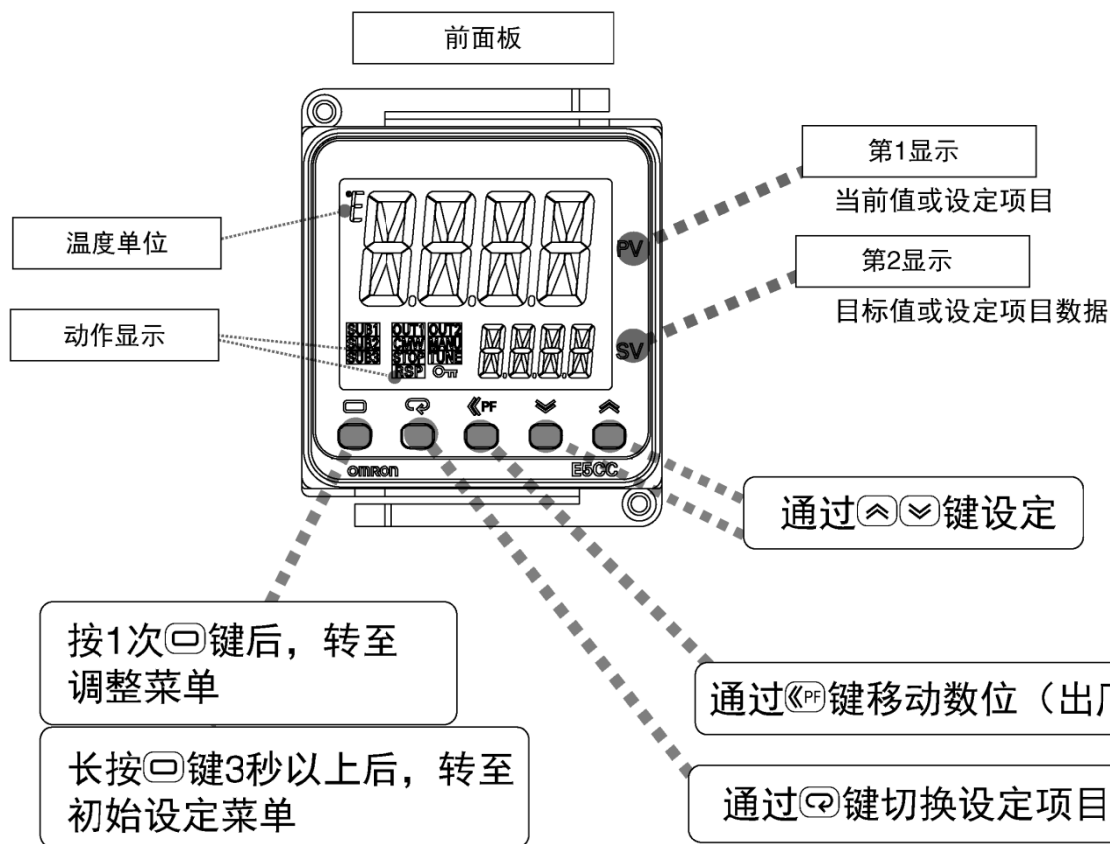 前面板
第1显示
当前值或设定项目
温度单位
PV
第2显示
目标值或设定项目数据
动作显示
SUB1 OUT1 OUT2
SUB2 CMW MANU
SUB3 STOP TUNE
RSP
SV
PF
omron E5CC
通过键设定
按1次键后，转至
调整菜单
通过PF键移动数位（出
长按键3秒以上后，转至
初始设定菜单
通过键切换设定项目